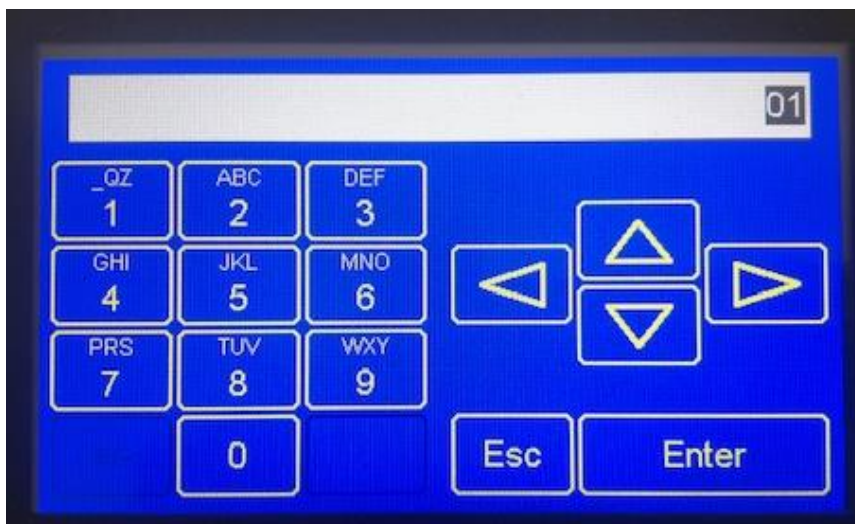 01
_QZ ABC DEF
1 2 3
GHI JKL MNO
4 5 6
PRS TUV WXY
7 8 9
0 Esc Enter